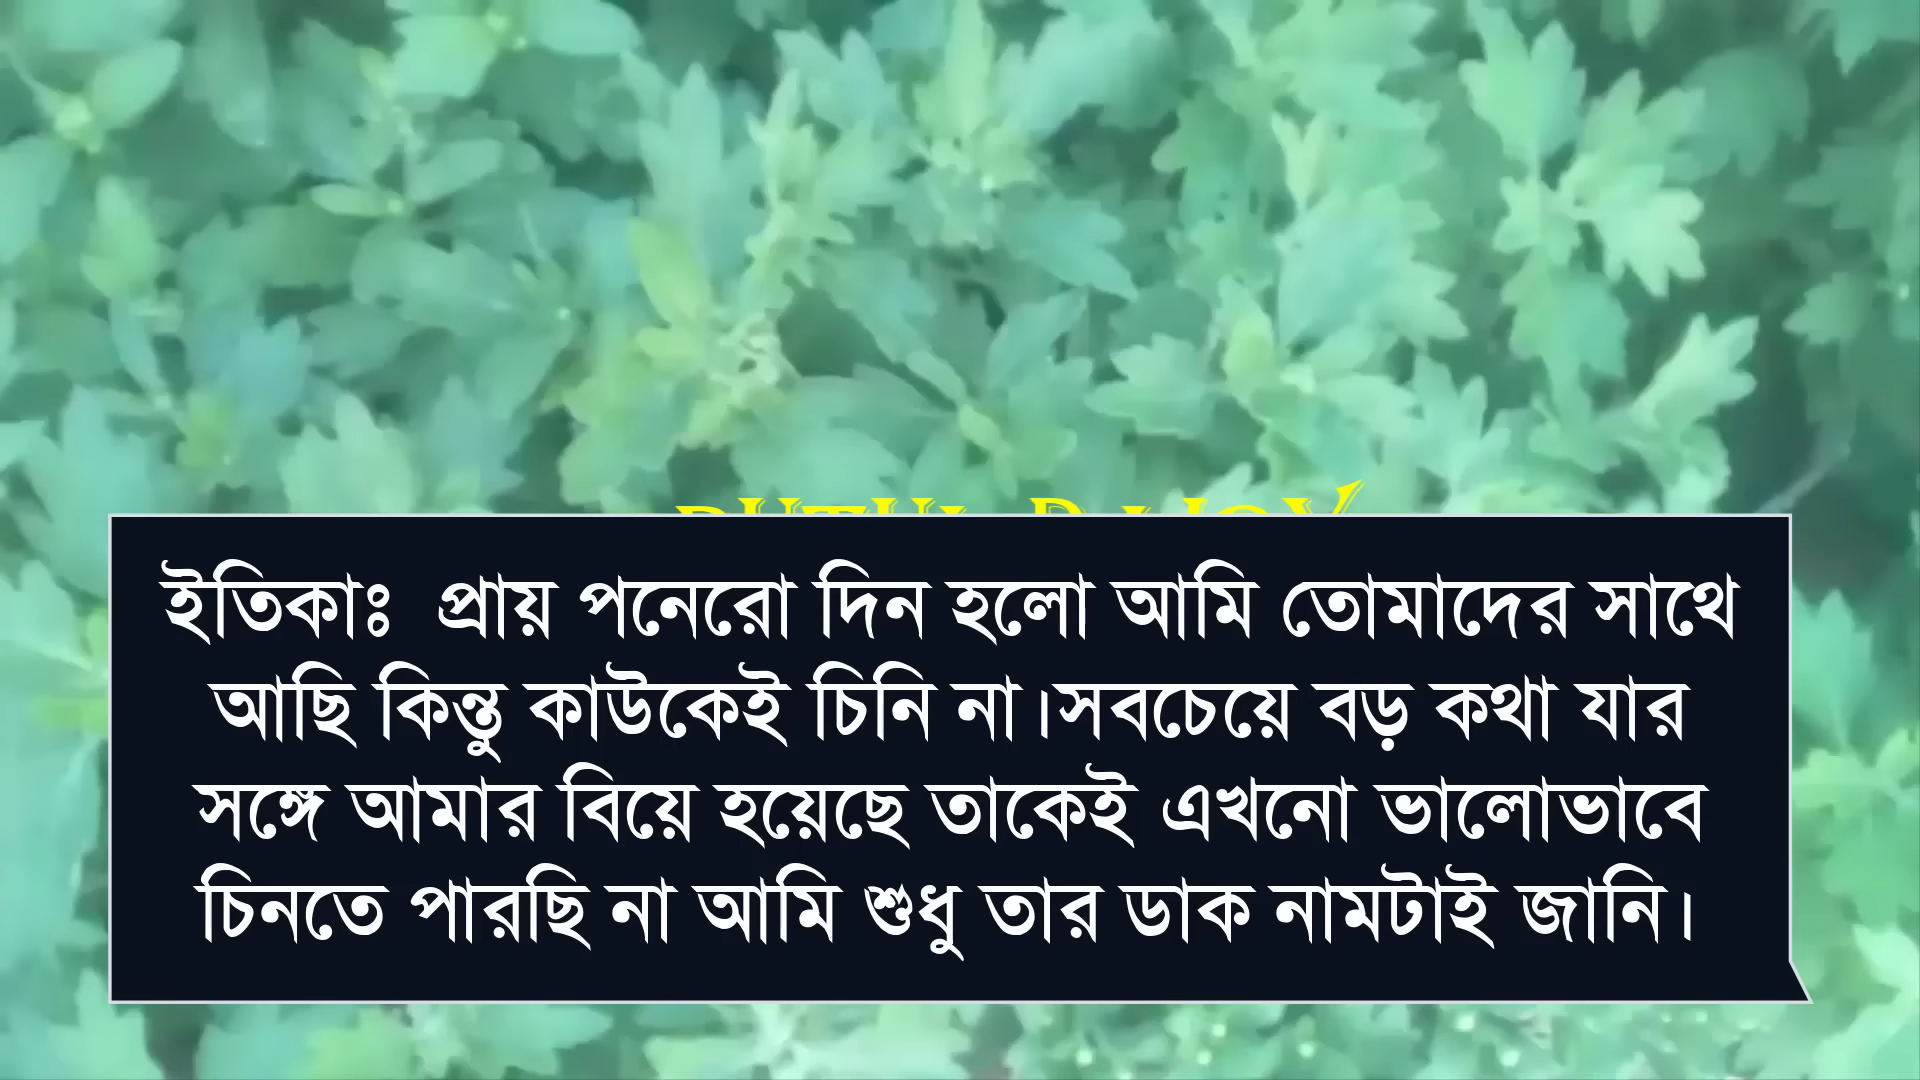 ইতিকাঃ প্রায় পনেরো দিন হলো আমি তোমাদের সাথে
আছি কিন্তু কাউকেই চিনি না।সবচেয়ে বড় কথা যার
সঙ্গে আমার বিয়ে হয়েছে তাকেই এখনো ভালোভাবে
চিনতে পারছি না আমি শুধু তার ডাক নামটাই জানি।